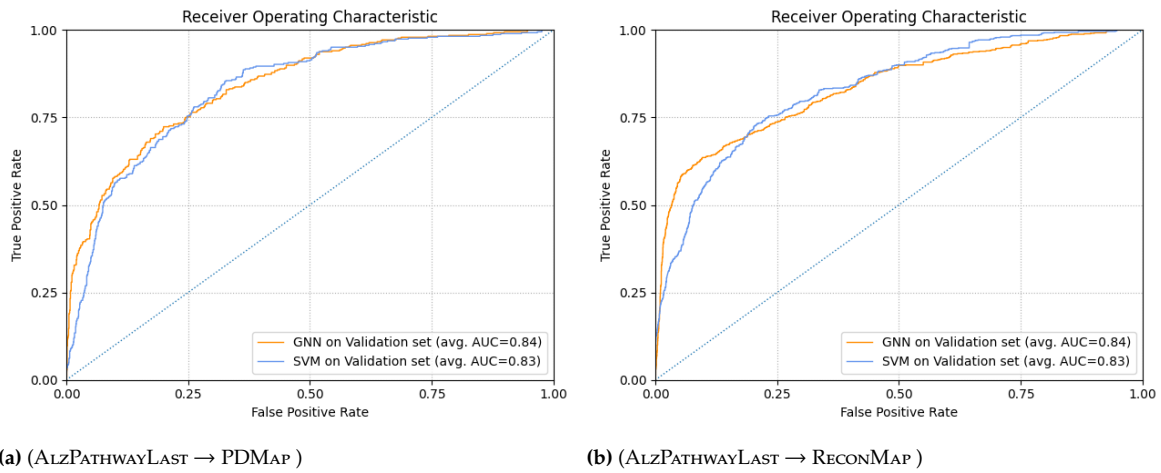 Receiver Operating Characteristic
1.00
0.75
0.50
0.25
0.00
True Positive Rate
GNN on Validation set (avg. AUC=0.84)
SVM on Validation set (avg. AUC=0.83)
0.00 0.25 0.50 0.75 1.00
False Positive Rate
(a) (AlzPathwayLast → PDMap )
Receiver Operating Characteristic
1.00
0.75
0.50
0.25
0.00
True Positive Rate
GNN on Validation set (avg. AUC=0.84)
SVM on Validation set (avg. AUC=0.83)
0.00 0.25 0.50 0.75 1.00
False Positive Rate
(b) (AlzPathwayLast → ReconMap )